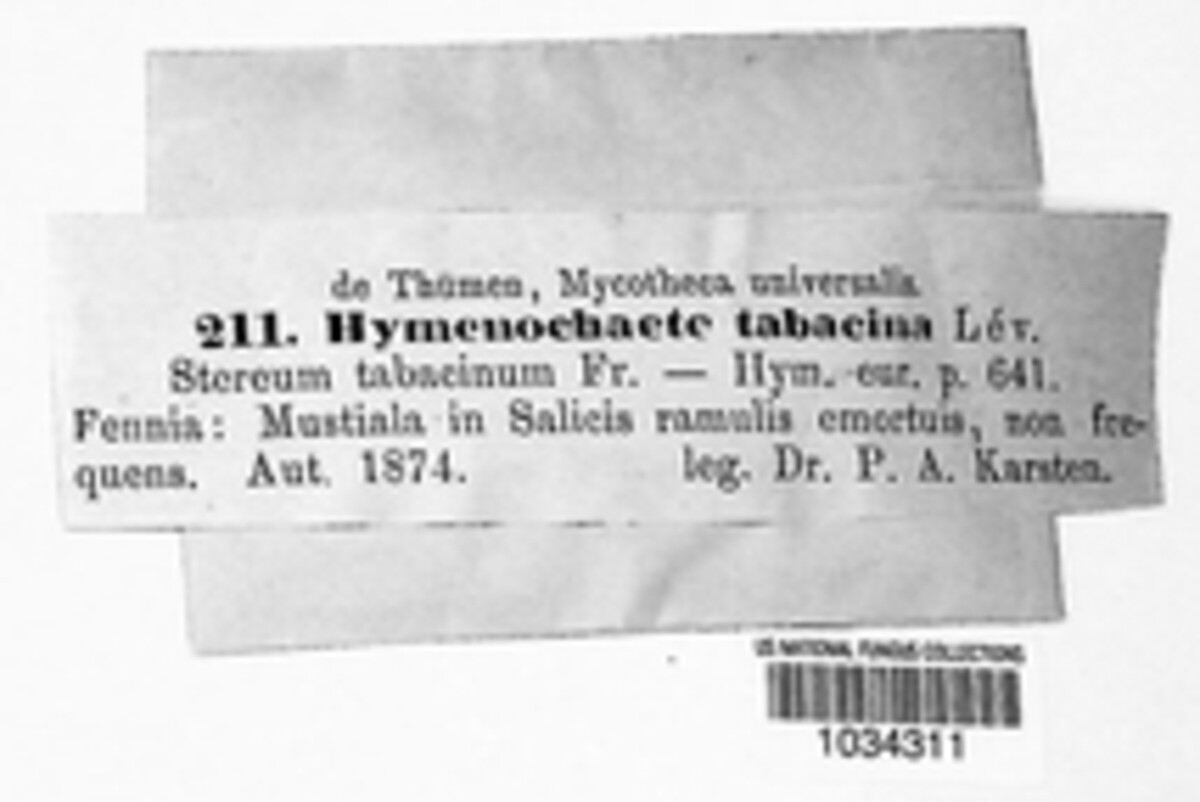 de Thümen, Mycotheca universalis
211. Hymenochaete tabacina Lév.
Stereum tabacinum Fr. — Hym. eur. p. 641.
Fennia: Mustiala in Salicis ramulis emortuis, non fre-
quens. Aut. 1874. leg. Dr. P. A. Karsten.
US NATIONAL FUNGUS COLLECTIONS
1034311